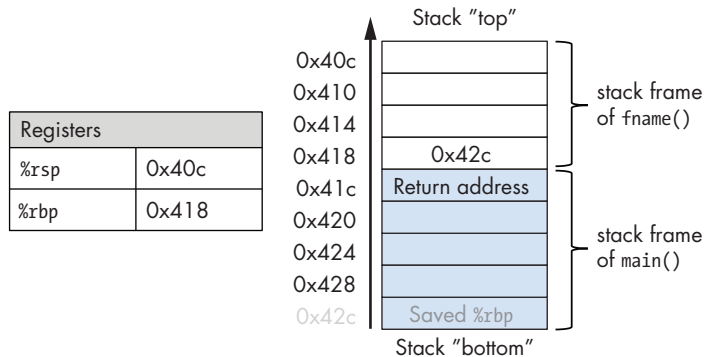 Stack "top"
0x40c
0x410
0x414
0x418 0x42c
0x41c Return address
0x420
0x424
0x428
0x42c Saved %rbp
Stack "bottom"
stack frame
of fname()
stack frame
of main()
Registers
%rsp 0x40c
%rbp 0x418